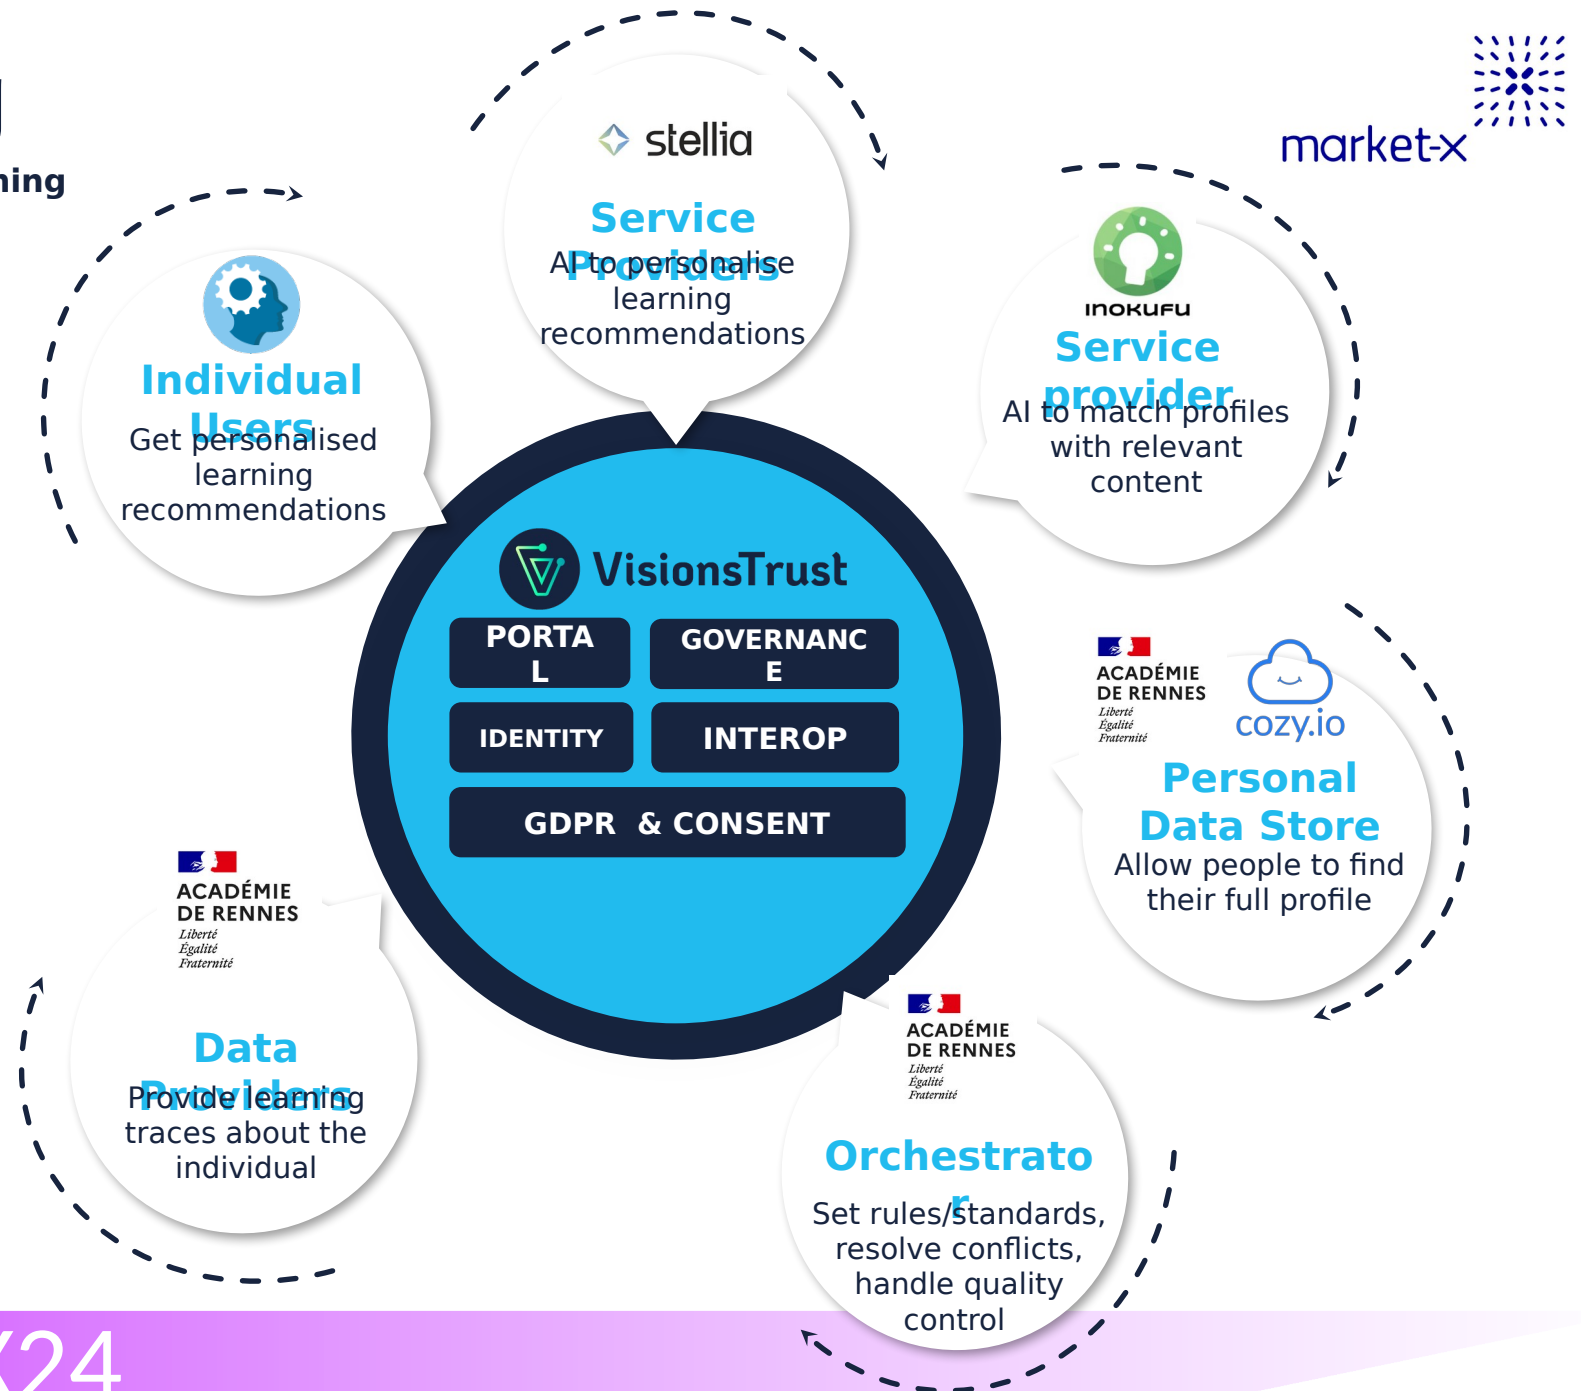 ning
market-x
stellia
Service
Providers
AI to personalise
learning
recommendations
INOKUFU
Service
provider
AI to match profiles
with relevant
content
Individual
Users
Get personalised
learning
recommendations
VisionsTrust
PORTA
L
GOVERNANC
E
IDENTITY
INTEROP
GDPR & CONSENT
ACADÉMIE
DE RENNES
Liberté
Égalité
Fraternité
cozy.io
Personal
Data Store
Allow people to find
their full profile
ACADÉMIE
DE RENNES
Liberté
Égalité
Fraternité
Data
Providers
Provide learning
traces about the
individual
ACADÉMIE
DE RENNES
Liberté
Égalité
Fraternité
Orchestrato
r
Set rules/standards,
resolve conflicts,
handle quality
control
X24